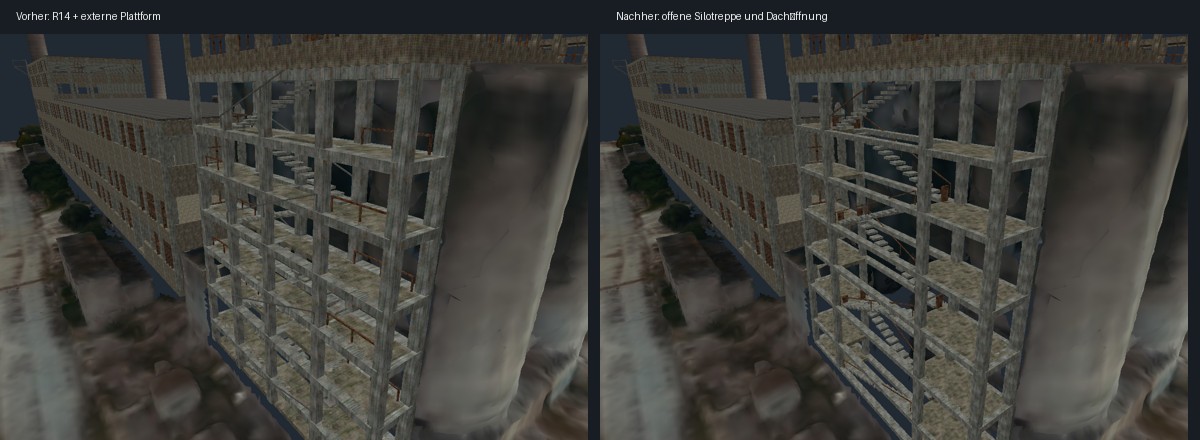 Vorher: R14 + externe Plattform
Nachher: offene Silotreppe und Dach▯ffnung